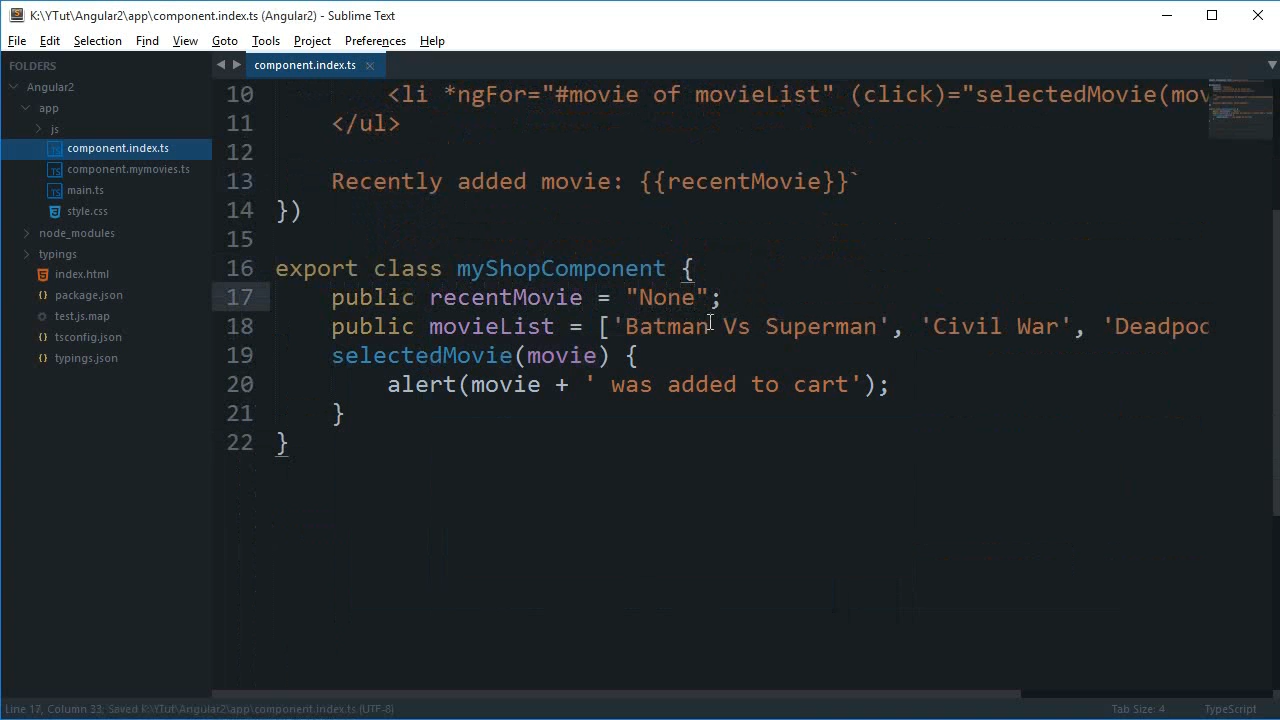 K:\YTut\Angular2\app\component.index.ts (Angular2) - Sublime Text
File Edit Selection Find View Goto Tools Project Preferences Help
FOLDERS
Angular2
app
js
component.index.ts
component.mymovies.ts
main.ts
style.css
node_modules
typings
index.html
package.json
test.js.map
tsconfig.json
typings.json
component.index.ts
10 <li *ngFor="#movie of movieList" (click)="selectedMovie(mov
11 </ul>
12
13 Recently added movie: {{recentMovie}}`
14 })
15
16 export class myShopComponent {
17 public recentMovie = "None";
18 public movieList = ['Batman Vs Superman', 'Civil War', 'Deadpoo
19 selectedMovie(movie) {
20 alert(movie + ' was added to cart');
21 }
22 }
Line 17, Column 33; Saved K:\YTut\Angular2\app\component.index.ts (UTF-8)
Tab Size: 4
TypeScript